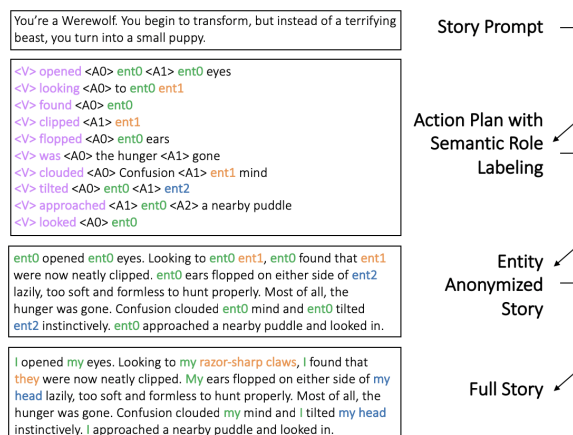 You're a Werewolf. You begin to transform, but instead of a terrifying
beast, you turn into a small puppy.
Story Prompt
<V> opened <A0> ent0 <A1> ent0 eyes
<V> looking <A0> to ent0 ent1
<V> found <A0> ent0
<V> clipped <A1> ent1
<V> flopped <A0> ent0 ears
<V> was <A0> the hunger <A1> gone
<V> clouded <A0> Confusion <A1> ent1 mind
<V> tilted <A0> ent0 <A1> ent2
<V> approached <A1> ent0 <A2> a nearby puddle
<V> looked <A0> ent0
Action Plan with
Semantic Role
Labeling
ent0 opened ent0 eyes. Looking to ent0 ent1, ent0 found that ent1
were now neatly clipped. ent0 ears flopped on either side of ent2
lazily, too soft and formless to hunt properly. Most of all, the
hunger was gone. Confusion clouded ent0 mind and ent0 tilted
ent2 instinctively. ent0 approached a nearby puddle and looked in.
Entity
Anonymized
Story
I opened my eyes. Looking to my razor-sharp claws, I found that
they were now neatly clipped. My ears flopped on either side of my
head lazily, too soft and formless to hunt properly. Most of all, the
hunger was gone. Confusion clouded my mind and I tilted my head
instinctively. I approached a nearby puddle and looked in.
Full Story